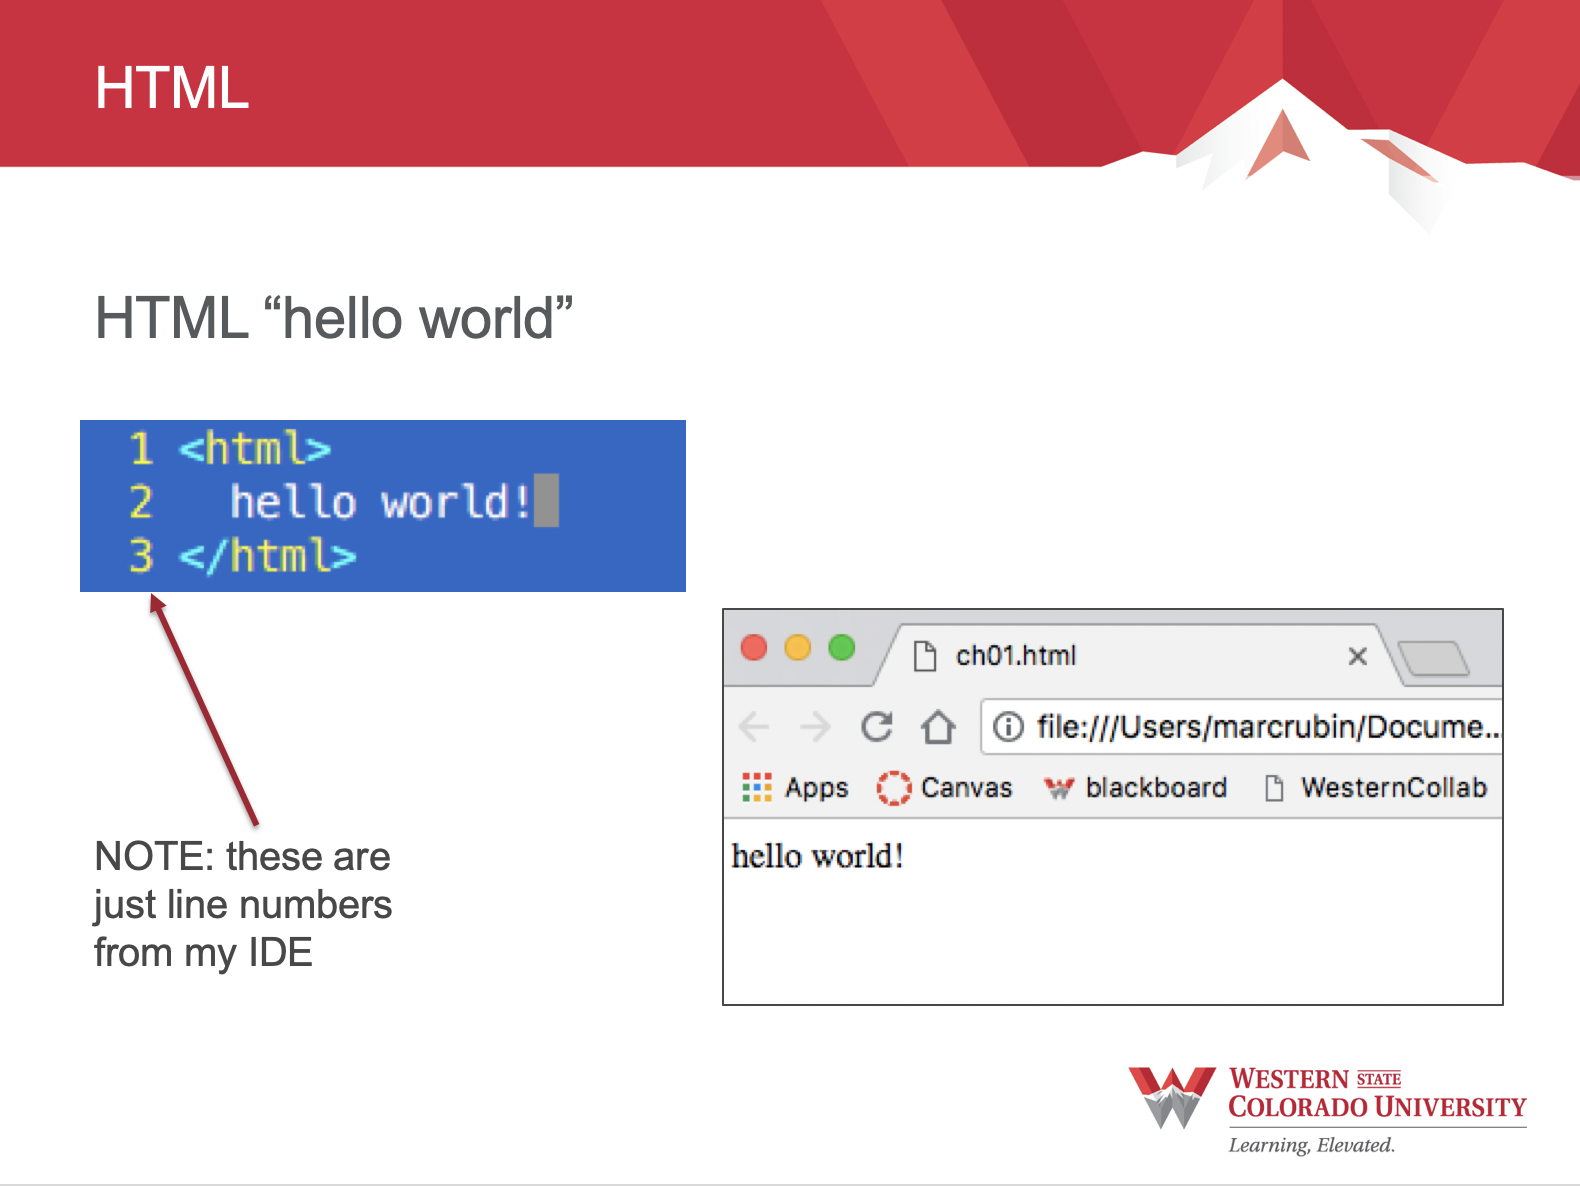 HTML
HTML “hello world”
1 <html>
2 hello world!
3 </html>
NOTE: these are
just line numbers
from my IDE
ch01.html
file:///Users/marcrubin/Docume...
Apps Canvas blackboard WesternCollab
hello world!
WESTERN STATE
COLORADO UNIVERSITY
Learning, Elevated.